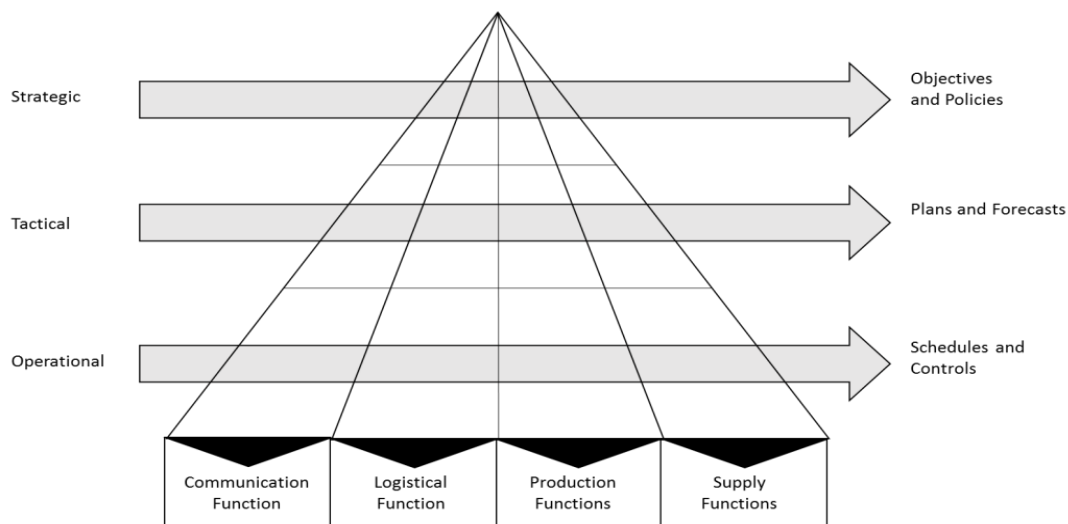 Strategic
Objectives
and Policies
Tactical
Plans and Forecasts
Operational
Schedules and
Controls
Communication
Function
Logistical
Function
Production
Functions
Supply
Functions